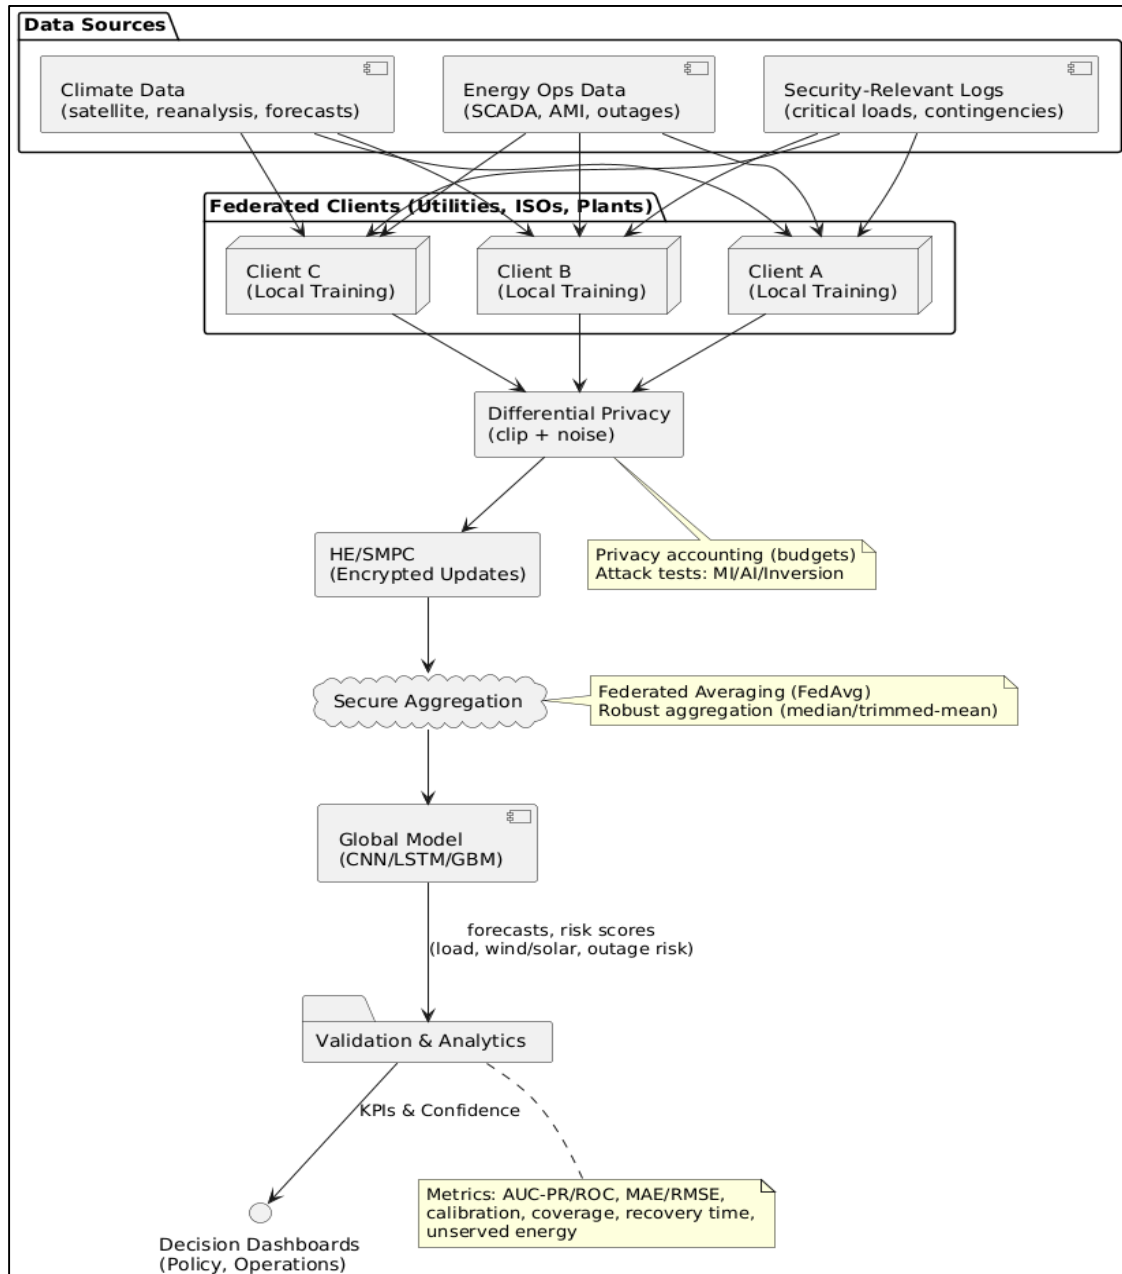 Data Sources
Climate Data
(satellite, reanalysis, forecasts)
Energy Ops Data
(SCADA, AMI, outages)
Security-Relevant Logs
(critical loads, contingencies)
Federated Clients (Utilities, ISOs, Plants)
Client C
(Local Training)
Client B
(Local Training)
Client A
(Local Training)
Differential Privacy
(clip + noise)
HE/SMPC
(Encrypted Updates)
Privacy accounting (budgets)
Attack tests: MI/AI/Inversion
Secure Aggregation
Federated Averaging (FedAvg)
Robust aggregation (median/trimmed-mean)
Global Model
(CNN/LSTM/GBM)
forecasts, risk scores
(load, wind/solar, outage risk)
Validation & Analytics
KPIs & Confidence
Metrics: AUC-PR/ROC, MAE/RMSE,
calibration, coverage, recovery time,
unserved energy
Decision Dashboards
(Policy, Operations)